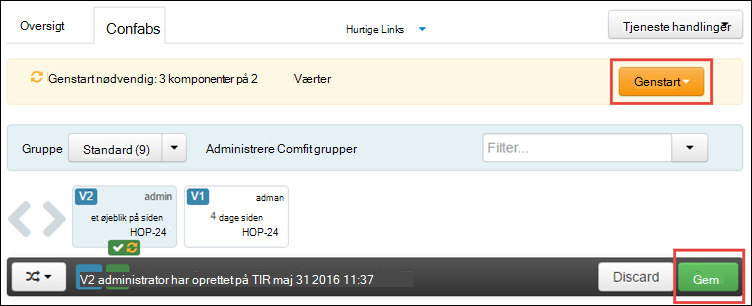 Oversigt
Confabs
Hurtige Links
Tjeneste handlinger
Genstart nødvendig: 3 komponenter på 2 Værter
Genstart
Gruppe
Standard (9)
Administrere Comfit grupper
Filter...
V2 admin
et øjeblik på siden
HOP-24
V1 adman
4 dage siden
HOP-24
V2 administrator har oprettet på TIR maj 31 2016 11:37
Discard
Gem